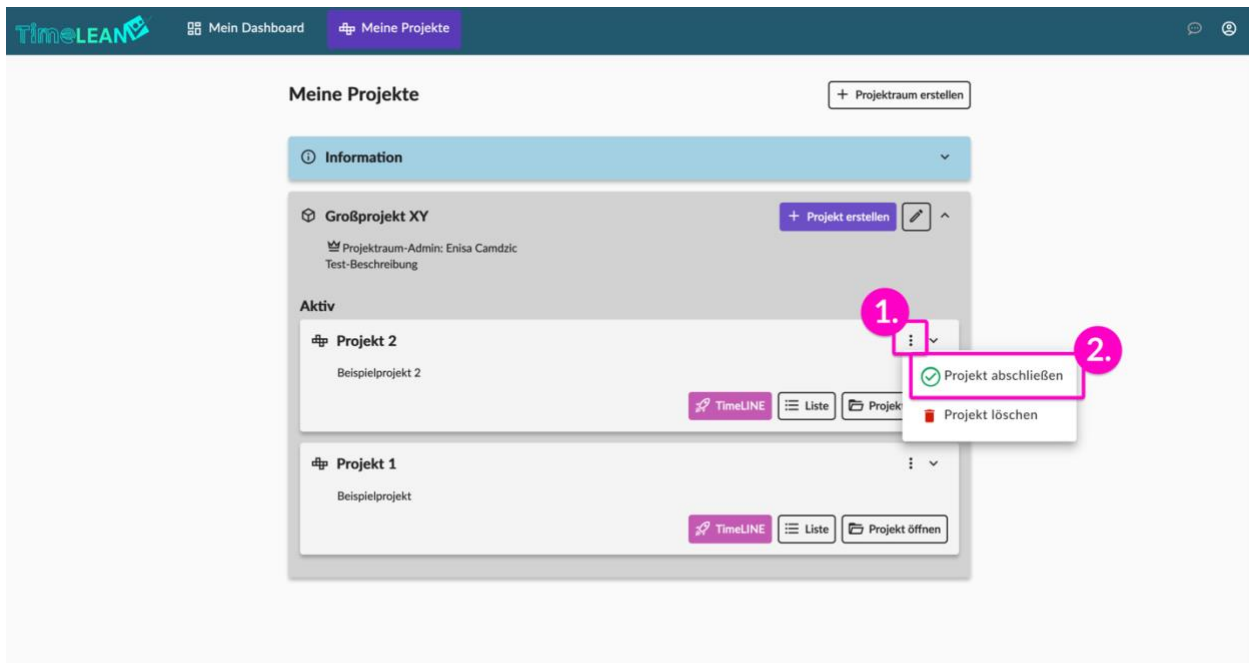 TimeLEAN
Mein Dashboard
Meine Projekte
Meine Projekte
+ Projektraum erstellen
Information
Großprojekt XY
+ Projekt erstellen
Projektraum-Admin: Enisa Camdzic
Test-Beschreibung
Aktiv
1.
Projekt 2
2.
Projekt abschließen
Beispielprojekt 2
TimeLINE
Liste
Projek
Projekt löschen
Projekt 1
Beispielprojekt
TimeLINE
Liste
Projekt öffnen